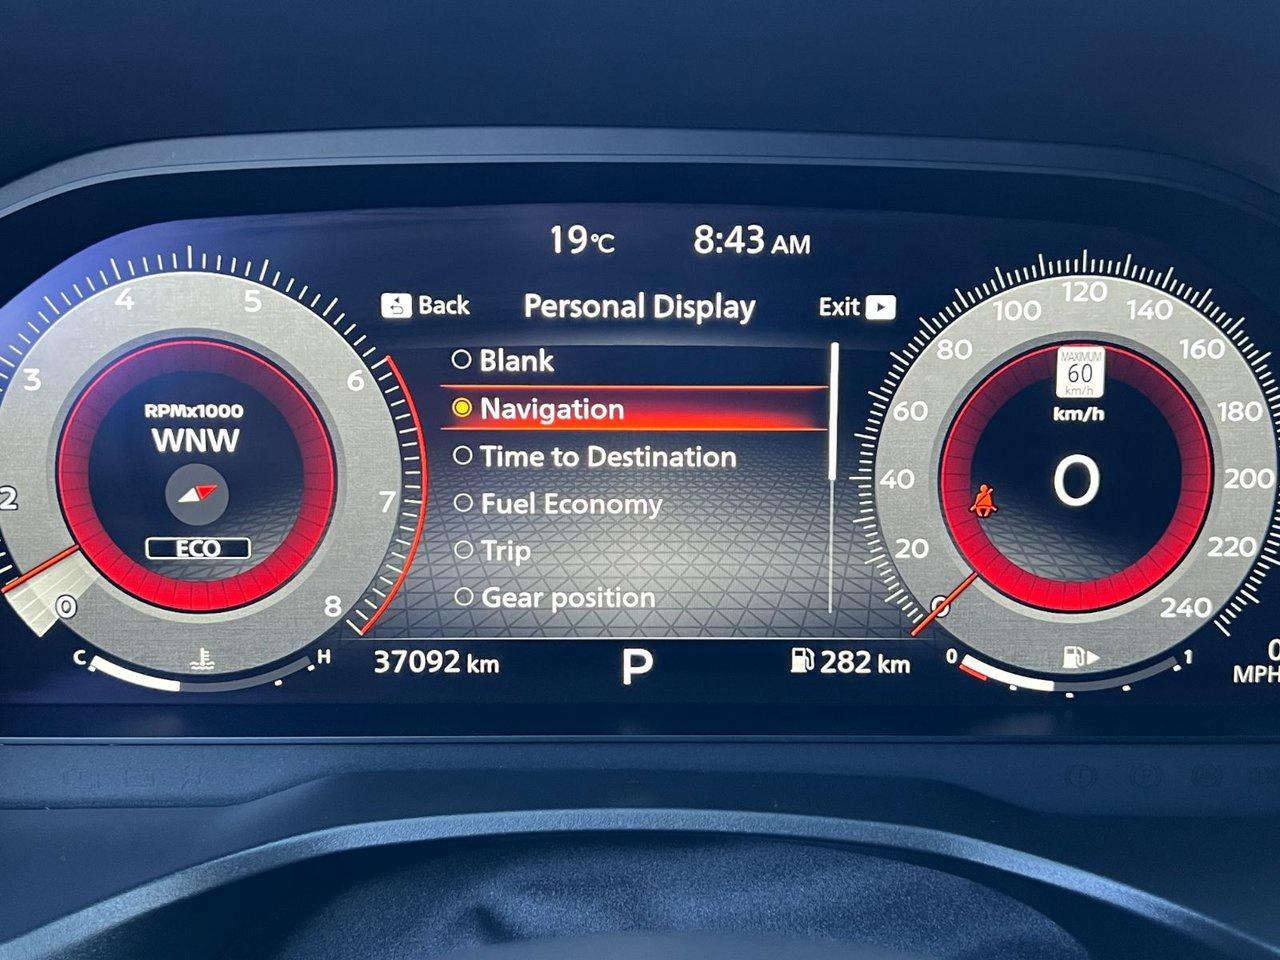 19°C 8:43 AM
Back Personal Display Exit
Blank
Navigation
Time to Destination
Fuel Economy
Trip
Gear position
37092 km P 282 km
0 2 3 4 5 6 7 8
RPMx1000
WNW
ECO
C H
0 20 40 60 80 100 120 140 160 180 200 220 240
MAXIMUM
60
km/h
km/h
0
0 1
0
MPH